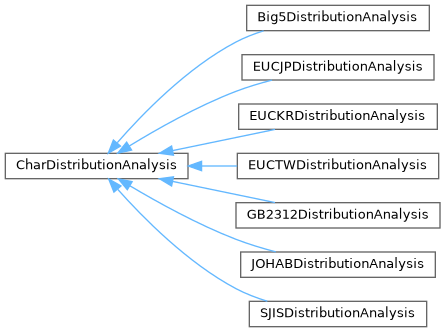 Big5DistributionAnalysis
EUCJPDistributionAnalysis
EUCKRDistributionAnalysis
CharDistributionAnalysis
EUCTWDistributionAnalysis
GB2312DistributionAnalysis
JOHABDistributionAnalysis
SJISDistributionAnalysis